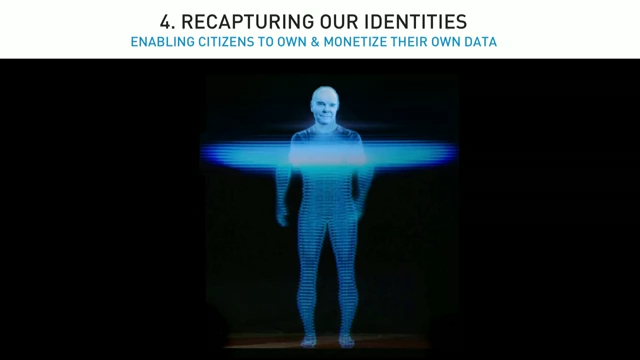 4. RECAPTURING OUR IDENTITIES
ENABLING CITIZENS TO OWN & MONETIZE THEIR OWN DATA